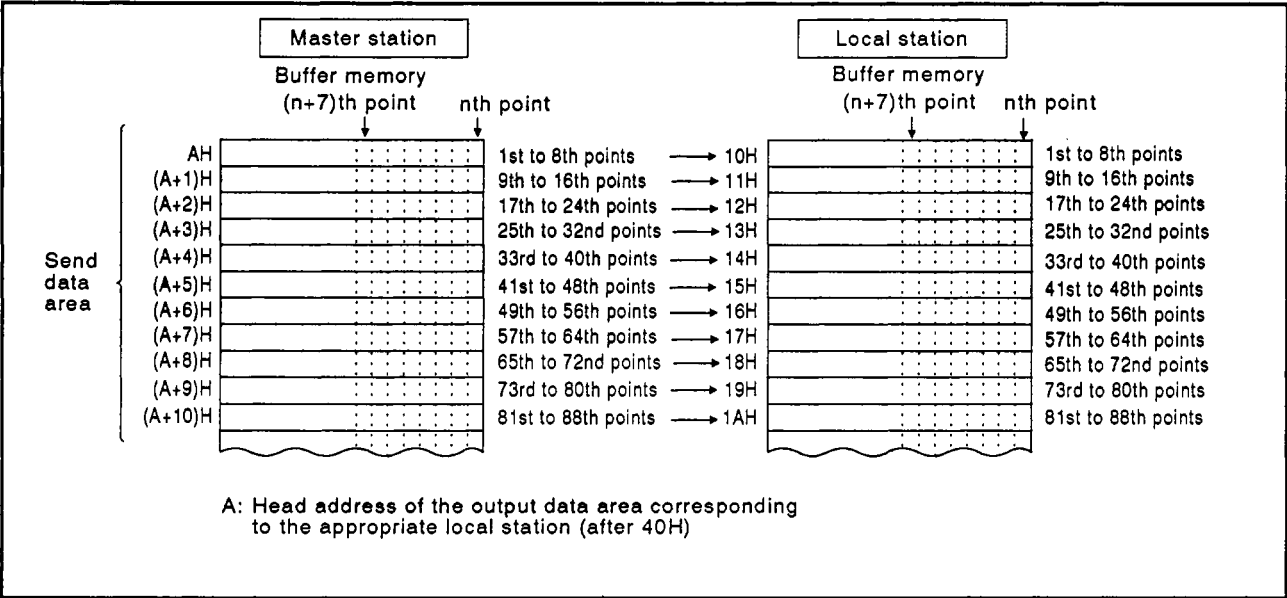 Master station
Local station
Buffer memory
Buffer memory
(n+7)th point nth point
(n+7)th point nth point
Send
data
area
AH 1st to 8th points → 10H 1st to 8th points
(A+1)H 9th to 16th points → 11H 9th to 16th points
(A+2)H 17th to 24th points → 12H 17th to 24th points
(A+3)H 25th to 32nd points → 13H 25th to 32nd points
(A+4)H 33rd to 40th points → 14H 33rd to 40th points
(A+5)H 41st to 48th points → 15H 41st to 48th points
(A+6)H 49th to 56th points → 16H 49th to 56th points
(A+7)H 57th to 64th points → 17H 57th to 64th points
(A+8)H 65th to 72nd points → 18H 65th to 72nd points
(A+9)H 73rd to 80th points → 19H 73rd to 80th points
(A+10)H 81st to 88th points → 1AH 81st to 88th points
A: Head address of the output data area corresponding
to the appropriate local station (after 40H)